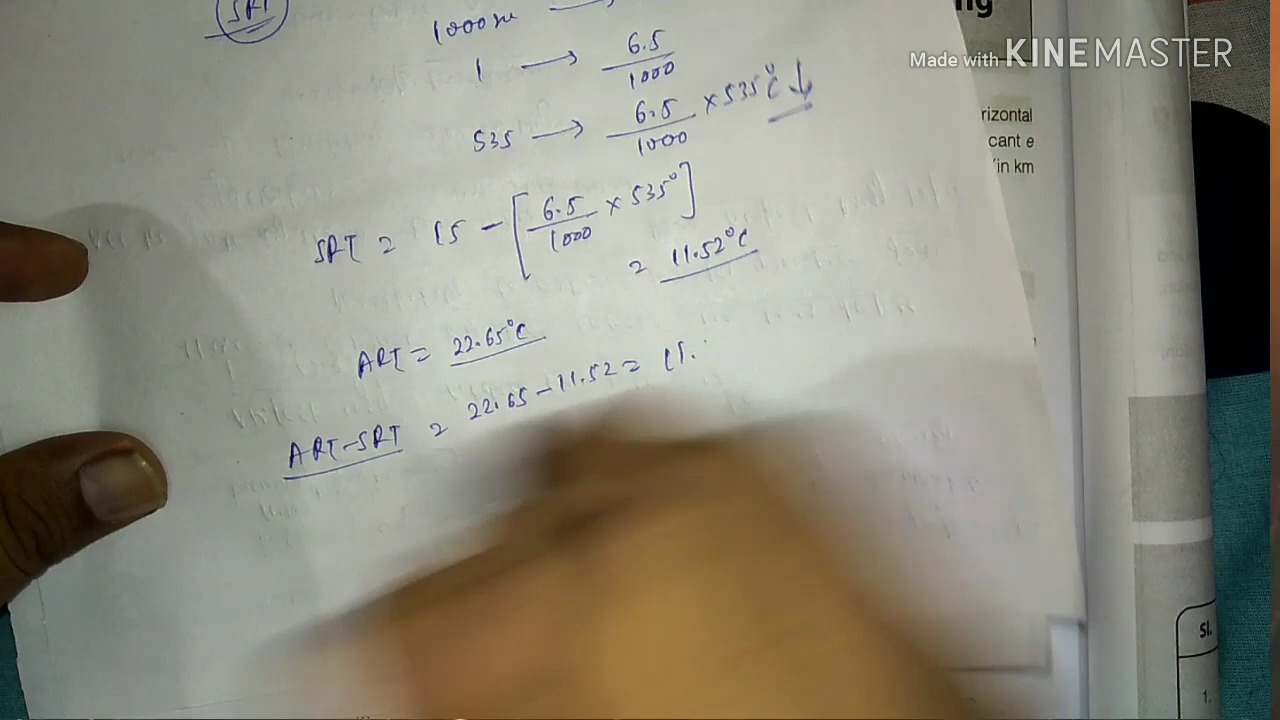 SRT
1000m →
1 → 6.5/1000
535 → 6.5/1000 × 535°C ↓
SRT = 15 - [6.5/1000 × 535°]
= 11.52°C
ART = 22.65°C
ART-SRT = 22.65 - 11.52 = 11.
Made with KINEMASTER
ng
rizontal
cant e
in km
Sl.
1.